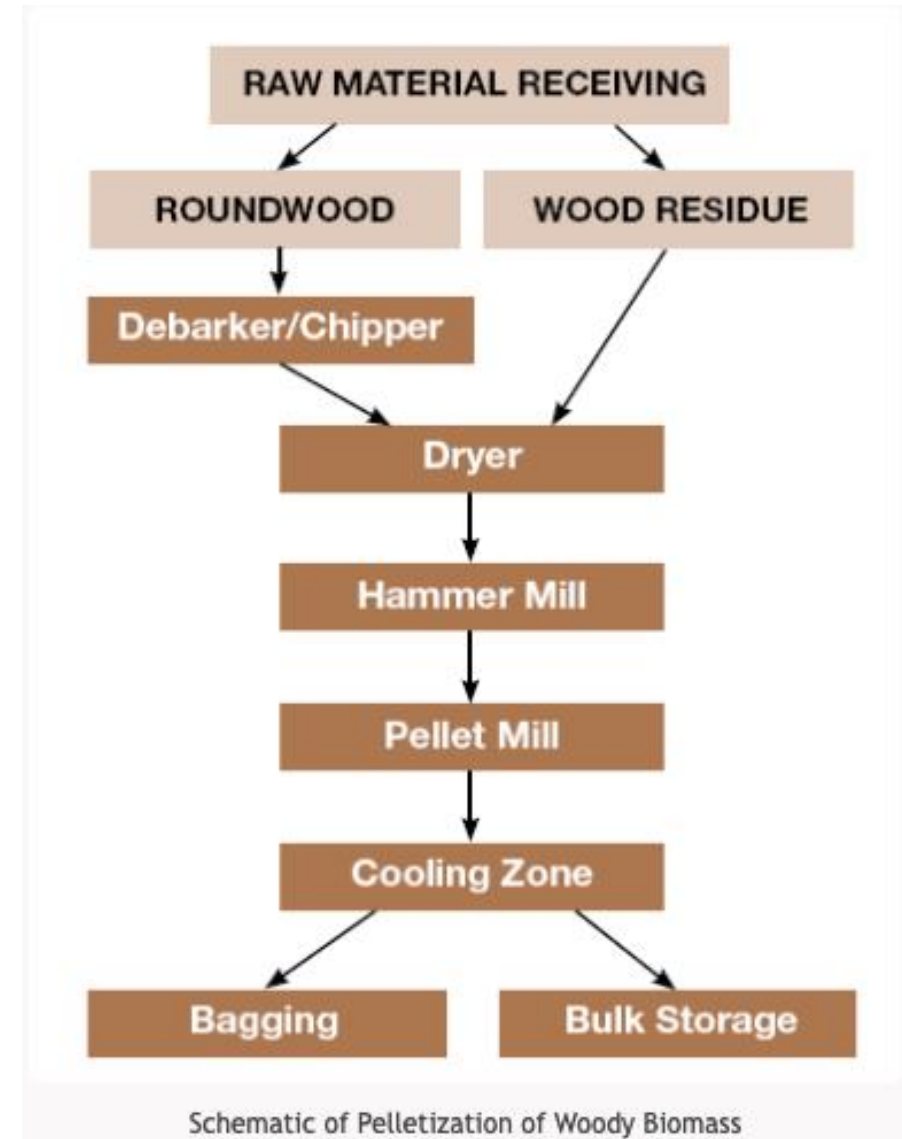 RAW MATERIAL RECEIVING
ROUNDWOOD
WOOD RESIDUE
Debarker/Chipper
Dryer
Hammer Mill
Pellet Mill
Cooling Zone
Bagging
Bulk Storage
Schematic of Pelletization of Woody Biomass